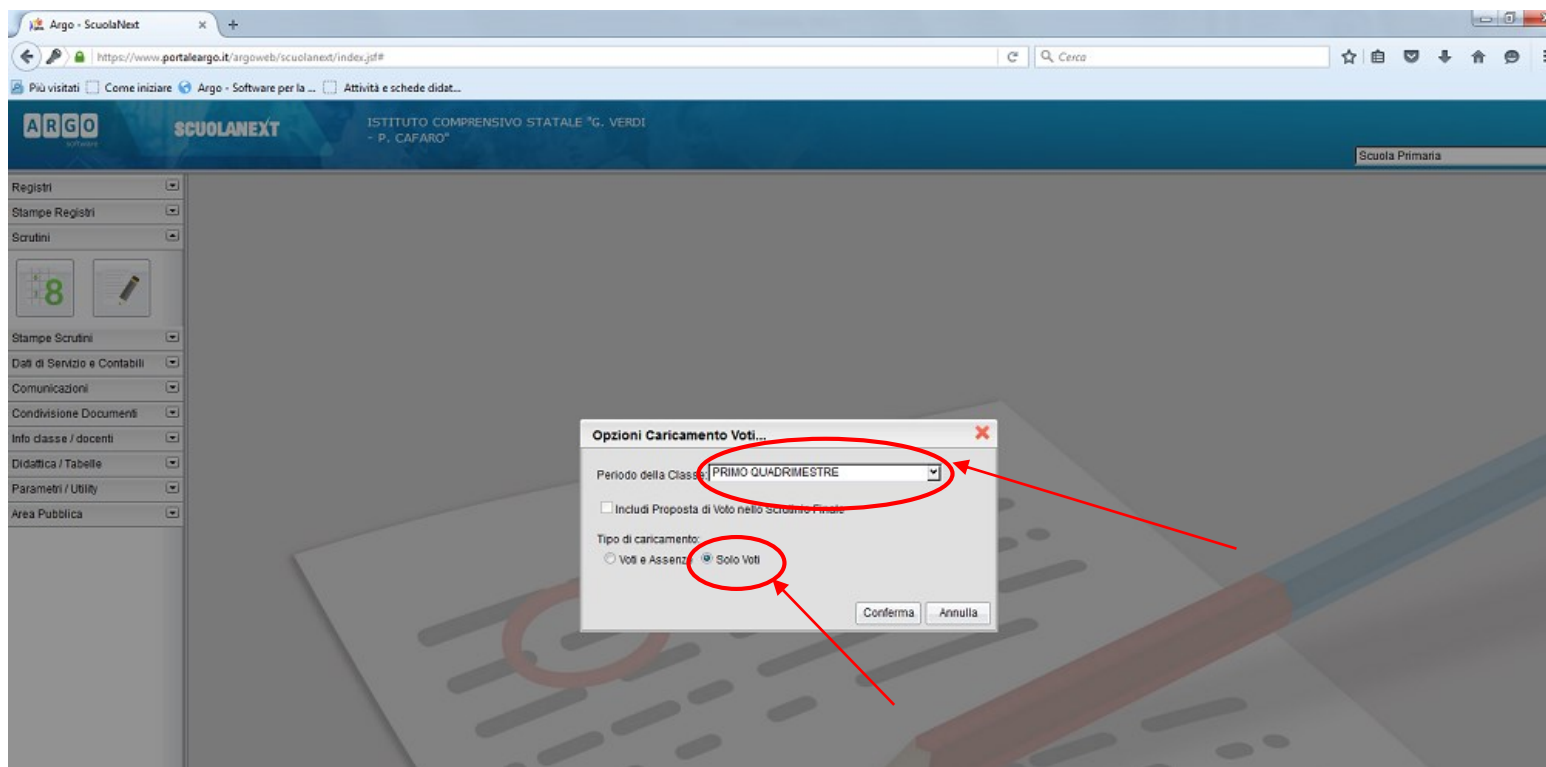 Argo - ScuolaNext
https://www.portaleargo.it/argoweb/scuolanext/index.jsf#
Cerca
Più visitati Come iniziare Argo - Software per la ... Attività e schede didat...
ARGO
software
SCUOLANEXT
ISTITUTO COMPRENSIVO STATALE "G. VERDI
- P. CAFARO"
Scuola Primaria
Registri
Stampe Registri
Scrutini
8
Stampe Scrutini
Dati di Servizio e Contabili
Comunicazioni
Condivisione Documenti
Info classe / docenti
Didattica / Tabelle
Parametri / Utility
Area Pubblica
Opzioni Caricamento Voti...
Periodo della Classe: PRIMO QUADRIMESTRE
Includi Proposta di Voto nello Scrutinio Finale
Tipo di caricamento:
Voti e Assenze Solo Voti
Conferma Annulla